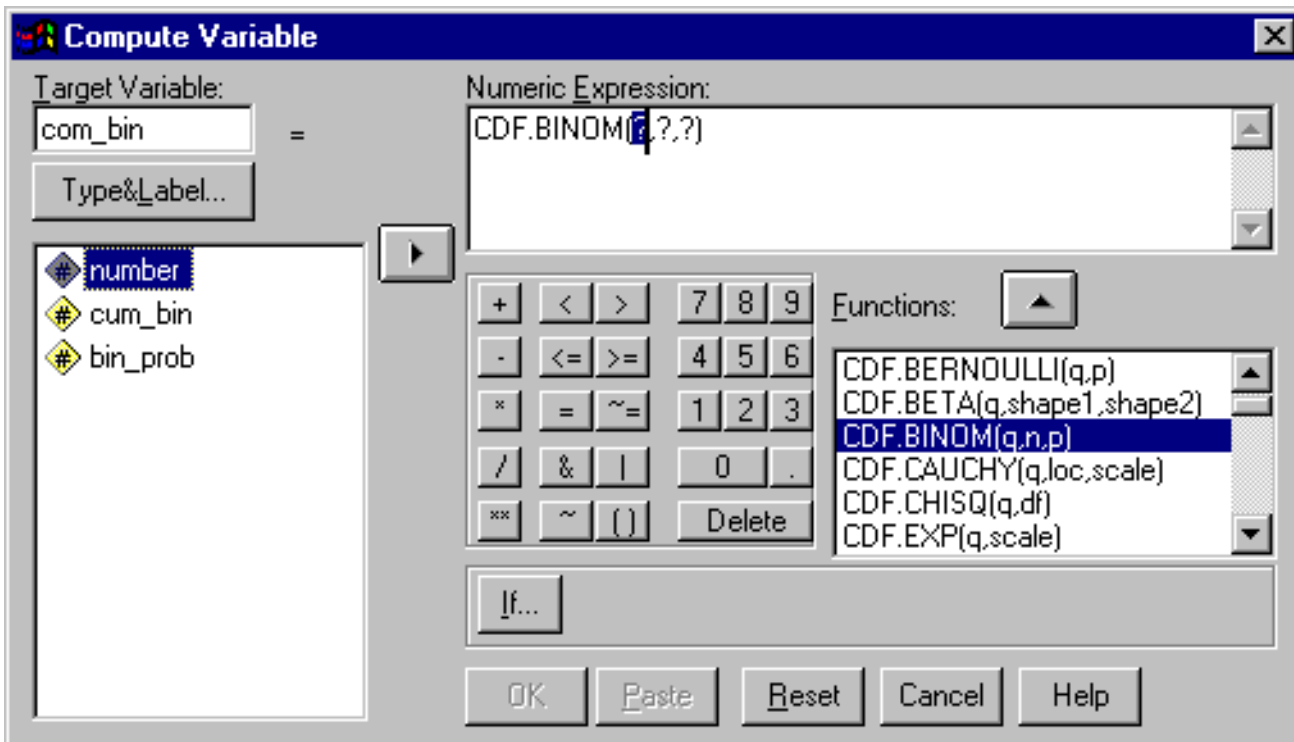 Compute Variable
Target Variable:
com_bin
=
Type&Label...
number
cum_bin
bin_prob
Numeric Expression:
CDF.BINOM(?,?,?)
+ < > 7 8 9
- <= >= 4 5 6
* = ~= 1 2 3
/ & | 0 .
** ~ () Delete
Functions:
CDF.BERNOULLI(q,p)
CDF.BETA(q,shape1,shape2)
CDF.BINOM(q,n,p)
CDF.CAUCHY(q,loc,scale)
CDF.CHISQ(q,df)
CDF.EXP(q,scale)
If...
OK Paste Reset Cancel Help